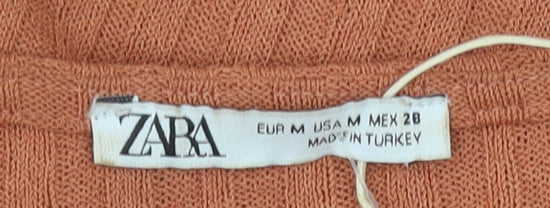 ZARA
EUR M USA M MEX 28
MADE IN TURKEY